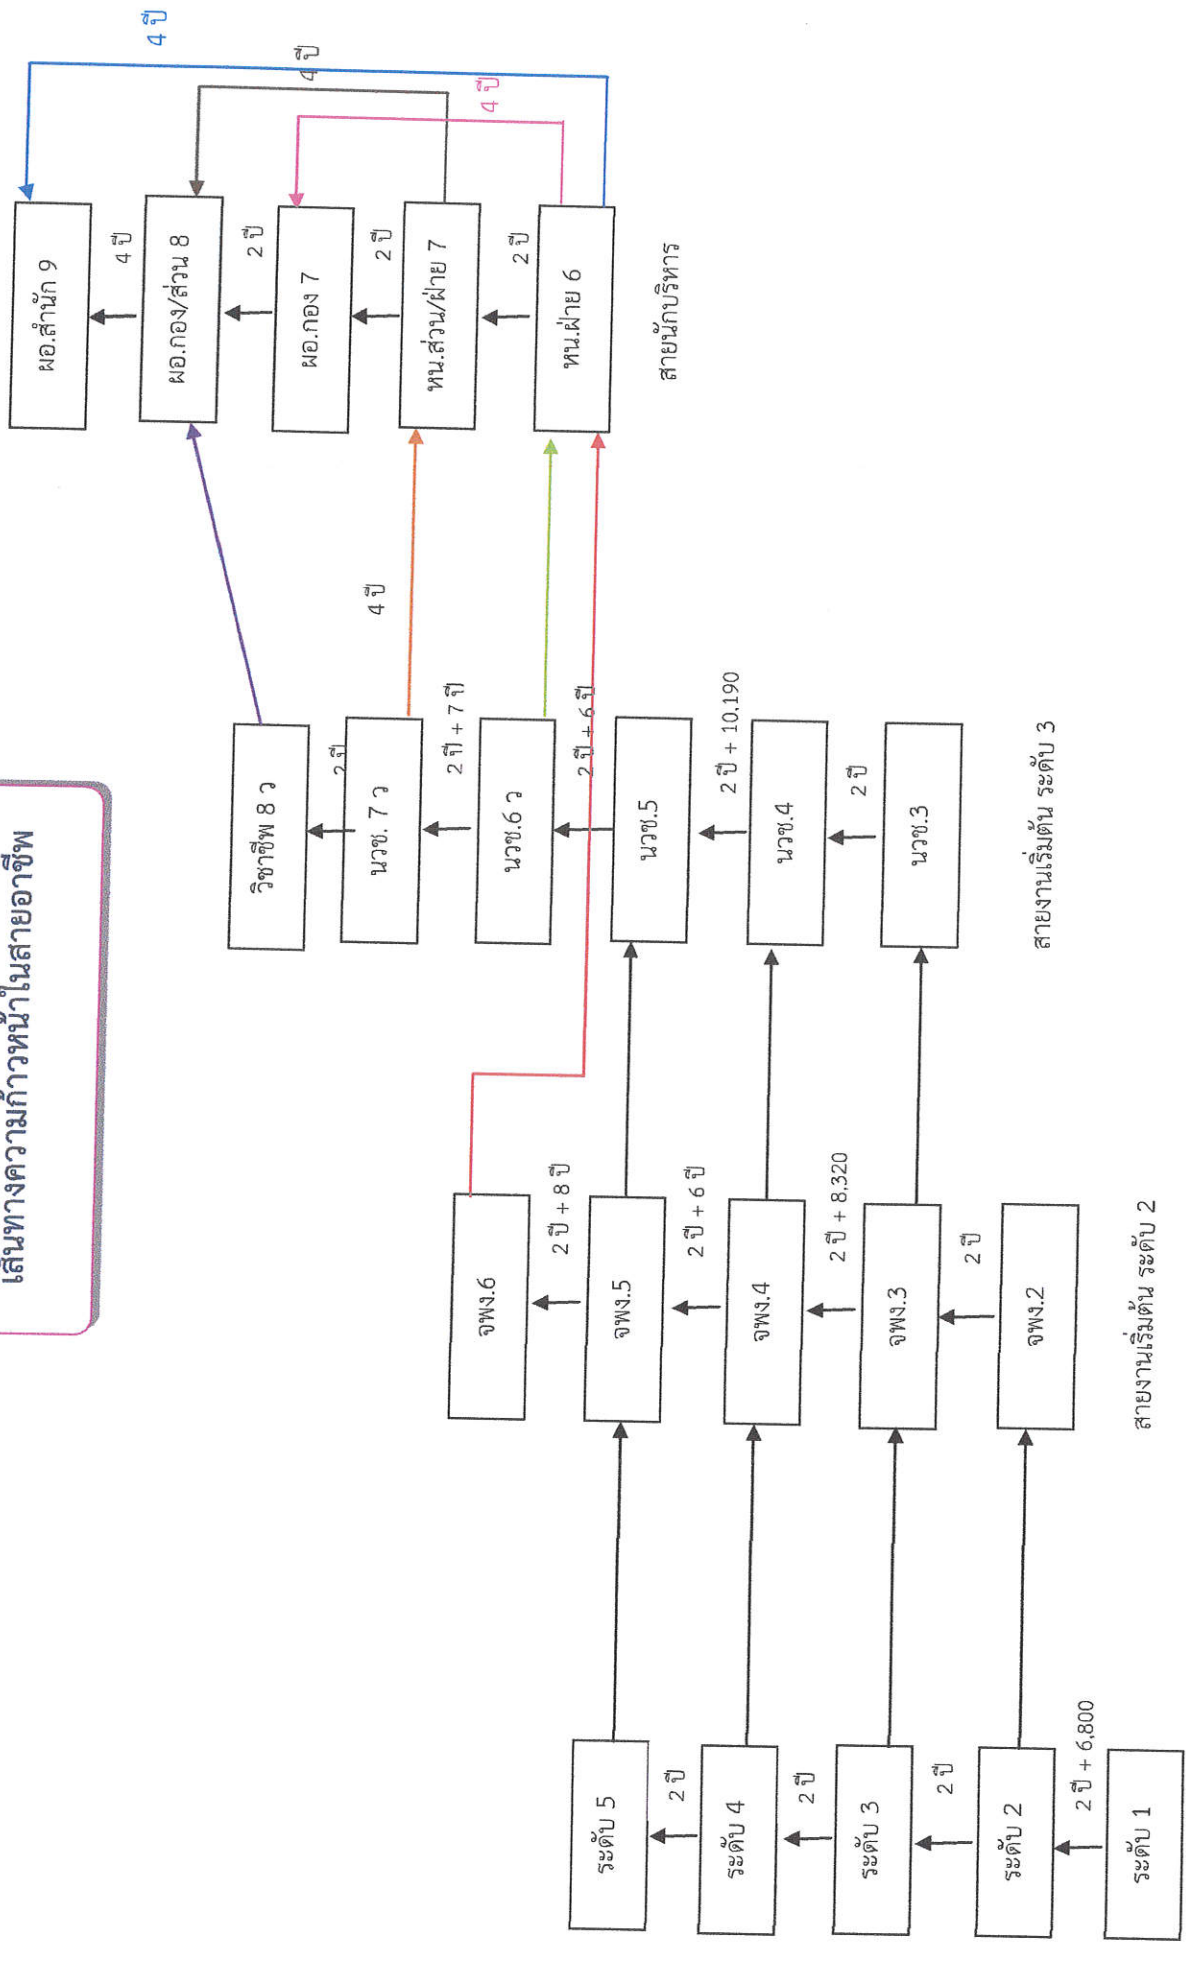 เส้นทางความก้าวหน้าในสายอาชีพ
ผอ.สำนัก 9
4 ปี
4 ปี
ผอ.กอง/ส่วน 8
4 ปี
2 ปี
ผอ.กอง 7
4 ปี
2 ปี
หน.ส่วน/ฝ่าย 7
2 ปี
หน.ฝ่าย 6
สายนักบริหาร
วิชาชีพ 8 ว
2 ปี
นวช. 7 ว
4 ปี
2 ปี + 7 ปี
นวช.6 ว
2 ปี + 6 ปี
นวช.5
2 ปี + 10,190
นวช.4
2 ปี
นวช.3
สายงานเริ่มต้น ระดับ 3
จพง.6
2 ปี + 8 ปี
จพง.5
2 ปี + 6 ปี
จพง.4
2 ปี + 8,320
จพง.3
2 ปี
จพง.2
สายงานเริ่มต้น ระดับ 2
ระดับ 5
2 ปี
ระดับ 4
2 ปี
ระดับ 3
2 ปี
ระดับ 2
2 ปี + 6,800
ระดับ 1